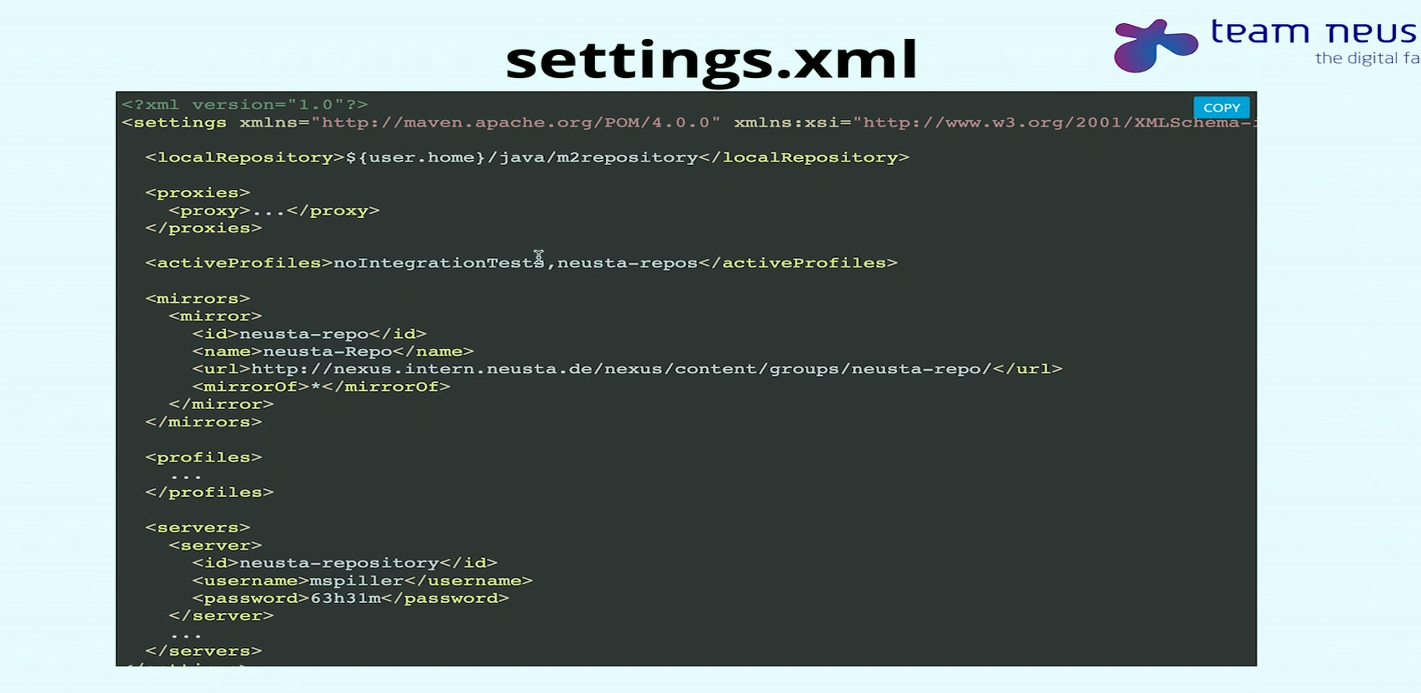 team neus
the digital fa
settings.xml
COPY
<?xml version="1.0"?>
<settings xmlns="http://maven.apache.org/POM/4.0.0" xmlns:xsi="http://www.w3.org/2001/XMLSchema-i
<localRepository>${user.home}/java/m2repository</localRepository>
<proxies>
<proxy>...</proxy>
</proxies>
<activeProfiles>noIntegrationTests,neusta-repos</activeProfiles>
<mirrors>
<mirror>
<id>neusta-repo</id>
<name>neusta-Repo</name>
<url>http://nexus.intern.neusta.de/nexus/content/groups/neusta-repo/</url>
<mirrorOf>*</mirrorOf>
</mirror>
</mirrors>
<profiles>
...
</profiles>
<servers>
<server>
<id>neusta-repository</id>
<username>mspiller</username>
<password>63h31m</password>
</server>
...
</servers>